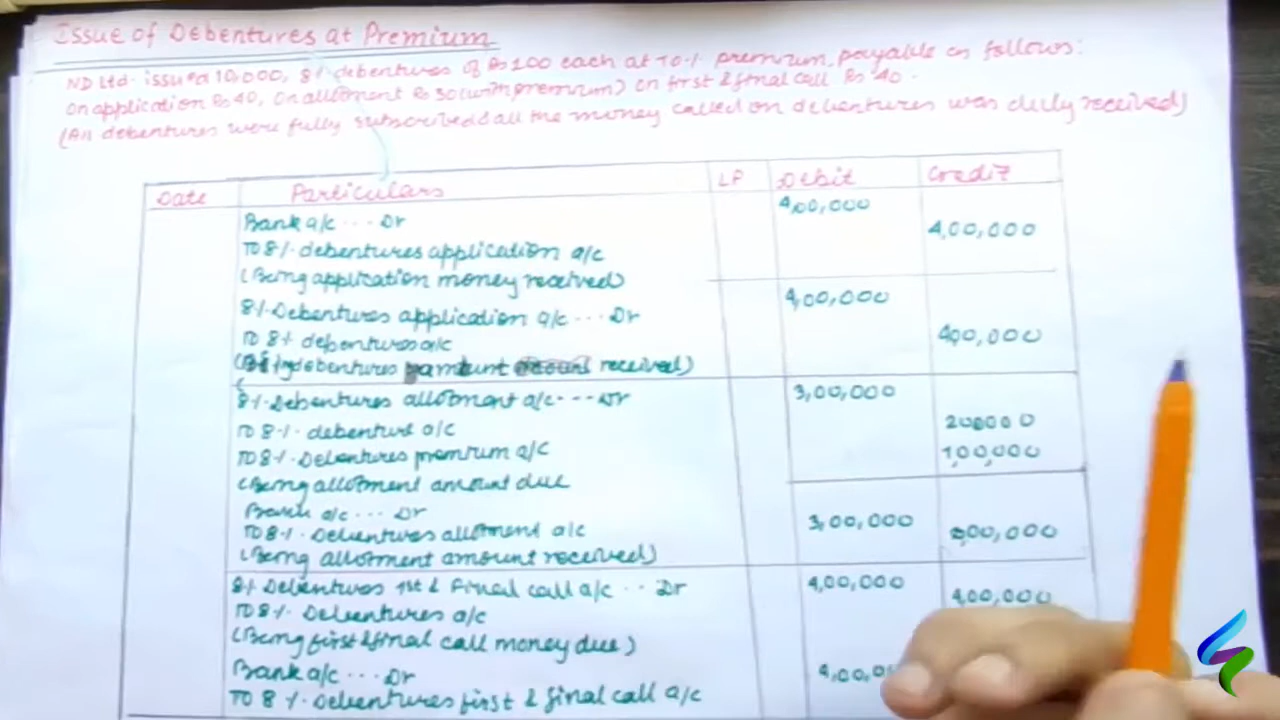 Issue of Debentures at Premium
ND Ltd. issued 10,000, 8% debentures of Rs 100 each at 10% premium, payable as follows:
On application Rs 40, On allotment Rs 30 (with premium) On first & final call Rs 40.
(All debentures were fully subscribed & all the money called on debentures was duly received)
Date Particulars LF Debit Credit
Bank a/c ... Dr 4,00,000
To 8% debentures application a/c 4,00,000
(Being application money received)
8% Debentures application a/c ... Dr 4,00,000
To 8% debentures a/c 400,000
debentures received)
8% Debentures allotment a/c ... Dr 3,00,000
To 8% debenture a/c 200000
To 8% Debentures premium a/c 1,00,000
(Being allotment amount due
Bank a/c ... Dr 3,00,000
To 8% Debentures allotment a/c 300,000
(Being allotment amount received)
8% Debentures 1st & Final call a/c ... Dr 4,00,000
To 8% Debentures a/c 4,00,000
(Being first & final call money due)
Bank a/c ... Dr
To 8% Debentures first & final call a/c